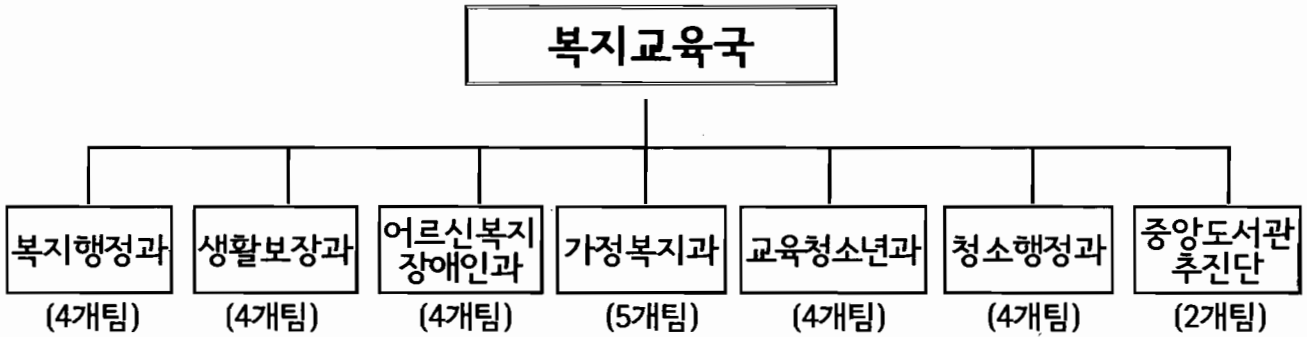 복지교육국
복지행정과
(4개팀)
생활보장과
(4개팀)
어르신복지
장애인과
(4개팀)
가정복지과
(5개팀)
교육청소년과
(4개팀)
청소행정과
(4개팀)
중앙도서관
추진단
(2개팀)